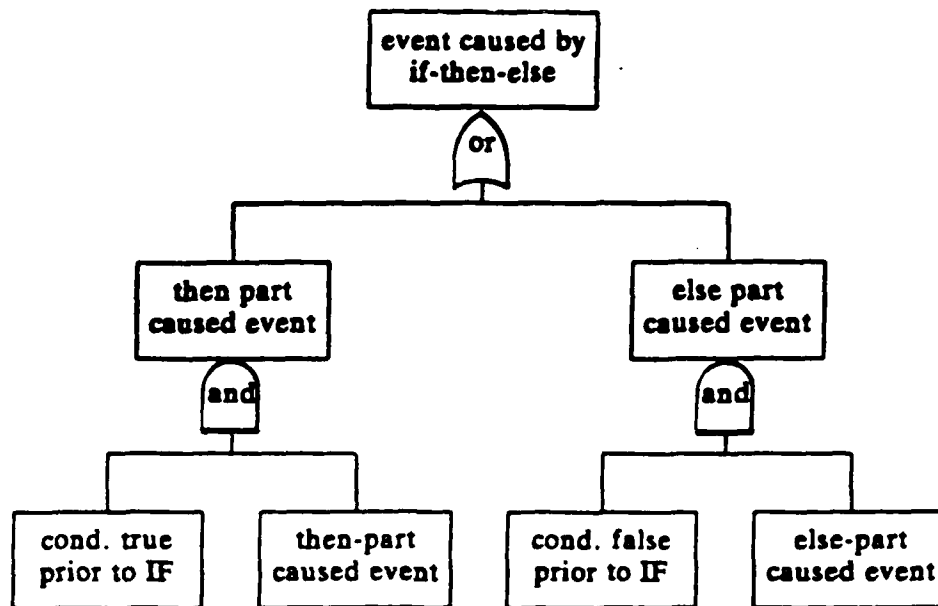 event caused by
if-then-else
or
then part
caused event
else part
caused event
and
and
cond. true
prior to IF
then-part
caused event
cond. false
prior to IF
else-part
caused event